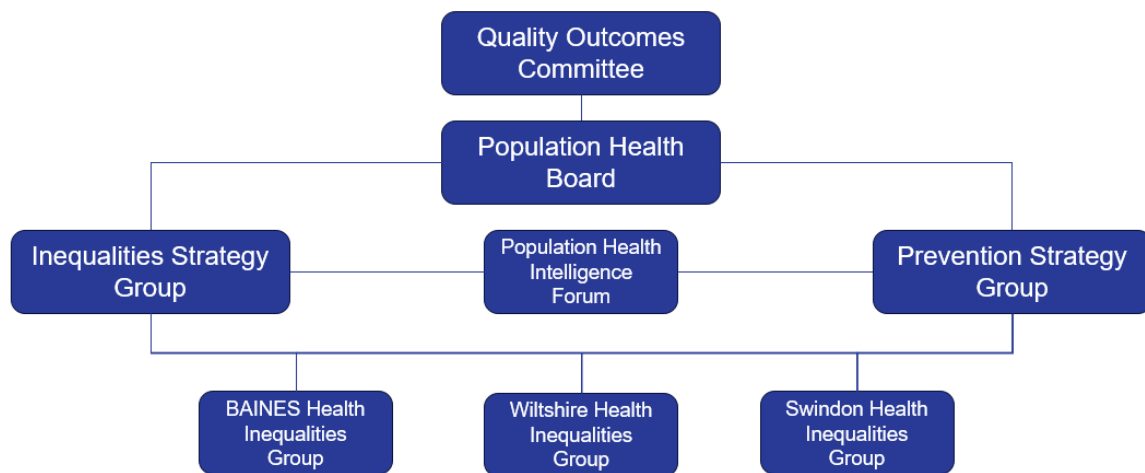 Quality Outcomes
Committee
Population Health
Board
Inequalities Strategy
Group
Population Health
Intelligence
Forum
Prevention Strategy
Group
BAINES Health
Inequalities
Group
Wiltshire Health
Inequalities
Group
Swindon Health
Inequalities
Group